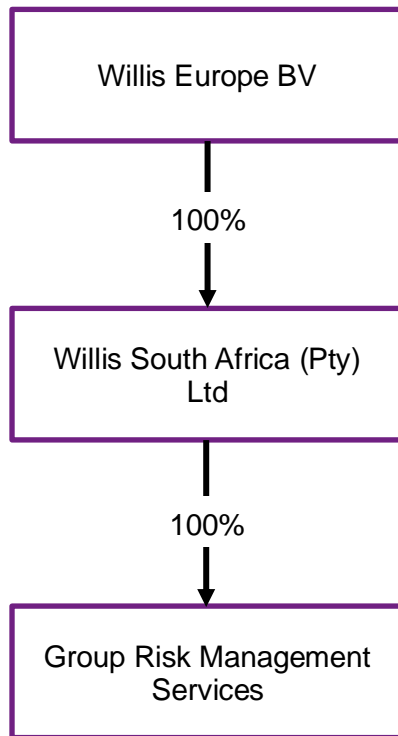 Willis Europe BV
100%
Willis South Africa (Pty)
Ltd
100%
Group Risk Management
Services